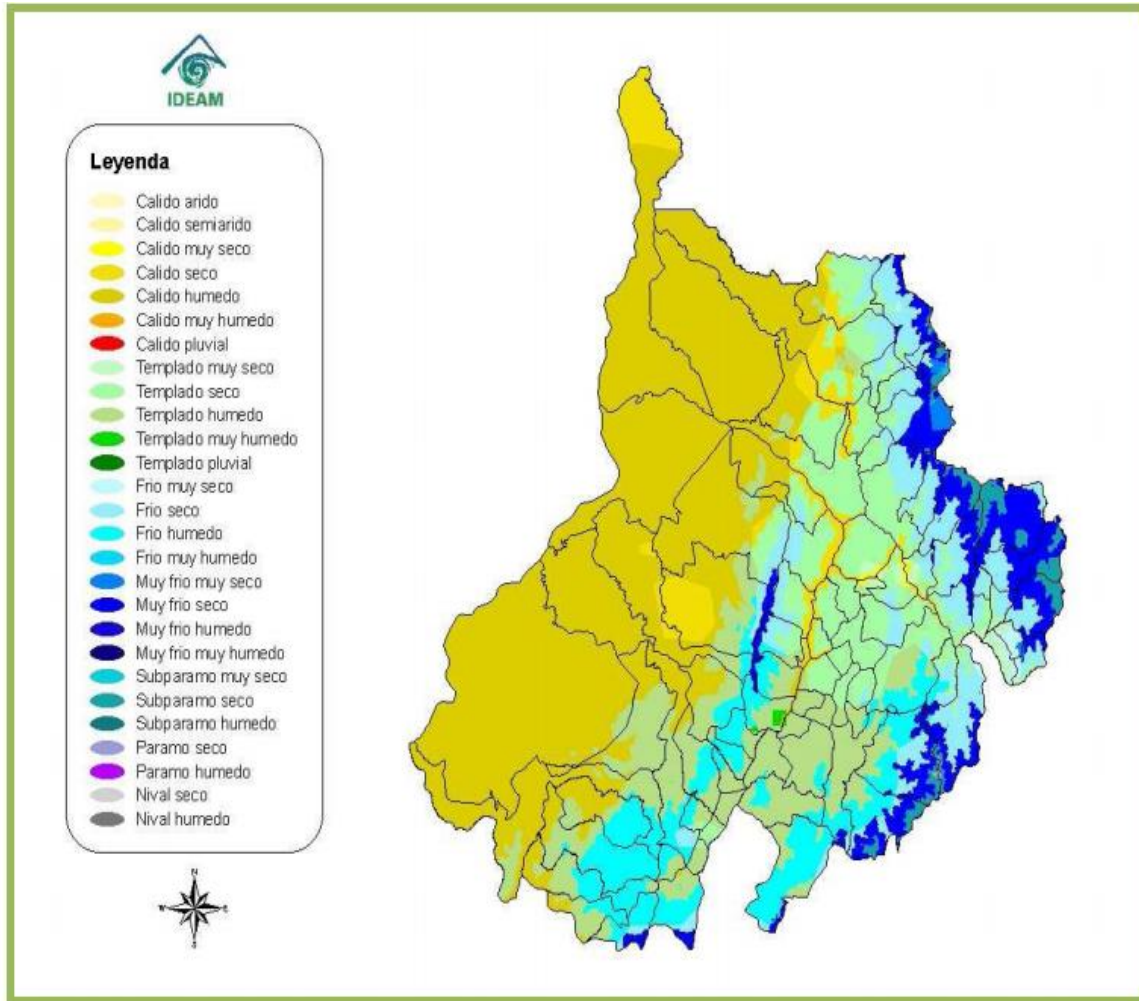 IDEAM
Leyenda
Calido arido
Calido semiarido
Calido muy seco
Calido seco
Calido humedo
Calido muy humedo
Calido pluvial
Templado muy seco
Templado seco
Templado humedo
Templado muy humedo
Templado pluvial
Frio muy seco
Frio seco
Frio humedo
Frio muy humedo
Muy frio muy seco
Muy frio seco
Muy frio humedo
Muy frio muy humedo
Subparamo muy seco
Subparamo seco
Subparamo humedo
Paramo seco
Paramo humedo
Nival seco
Nival humedo
N
W E
S